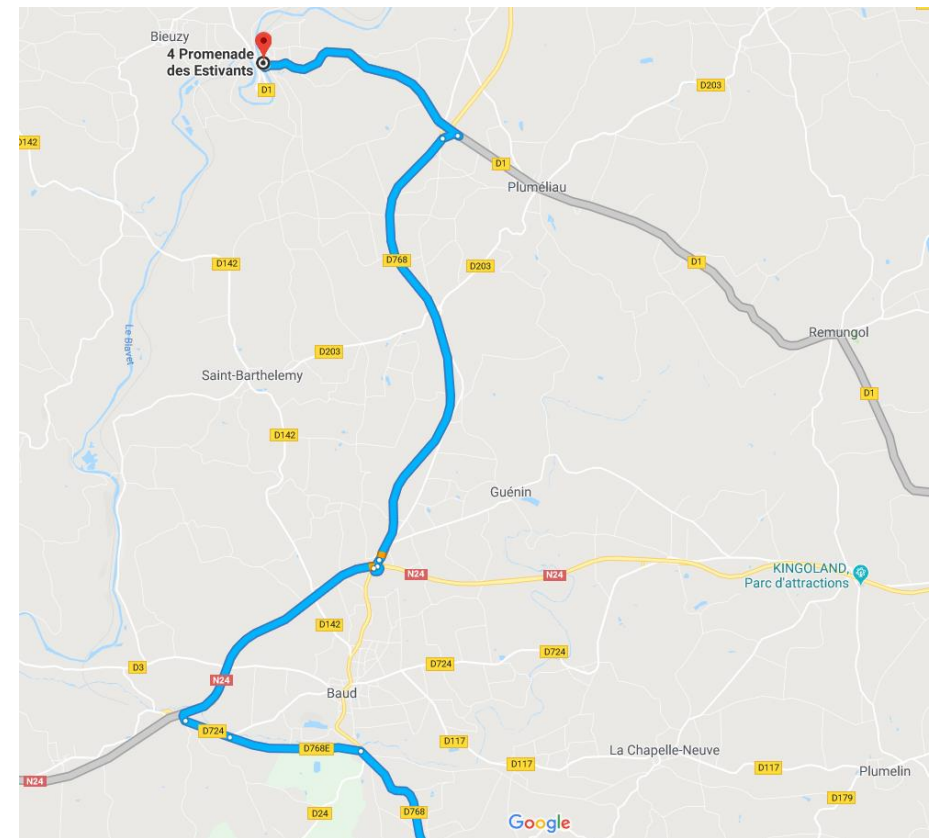 Bieuzy
4 Promenade
des Estivants
D1
D203
D142
D1
Pluméliau
D768
D203
D142
D1
Le Blavet
Remungol
D203
Saint-Barthelemy
D1
D142
Guénin
N24
N24
KINGOLAND,
Parc d'attractions
D142
D724
D724
D3
N24
Baud
D724
D768E
D117
La Chapelle-Neuve
D117
D117
Plumelin
N24
D179
D24
D768
Google